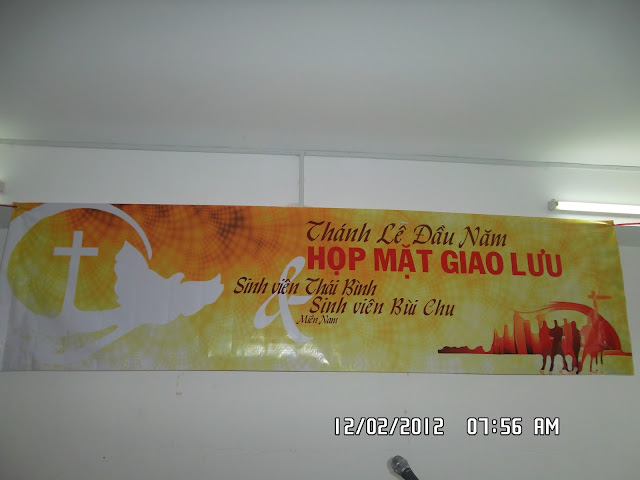 Thánh Lễ Đầu Năm
HỌP MẶT GIAO LƯU
Sinh viên Thái Bình
& Sinh viên Bùi Chu
Miền Nam
12/02/2012 07:56 AM